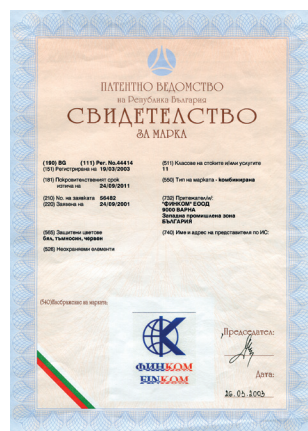 ПАТЕНТНО ВЕДОМСТВО
на Република България
СВИДЕТЕЛСТВО
ЗА МАРКА
(190) BG (111) Рег. No.44414
(151) Регистрирана на 19/03/2003
(181) Покровителственият срок
изтича на 24/09/2011
(210) No. на заявката 56482
(220) Заявена на 24/09/2001
(511) Класове на стоките и/или услугите
11
(550) Тип на марката - комбинирана
(732) Притежател/и:
"ФИНКОМ" ЕООД
9000 ВАРНА
Западна промишлена зона
БЪЛГАРИЯ
(740) Име и адрес на представителя по ИС:
(565) Защитени цветове
бял, тъмносин, червен
(526) Неохраняеми елементи
(540)Изображение на марката
ФИНКОМ
FINKOM
Председател:
Дата:
26.05.2003